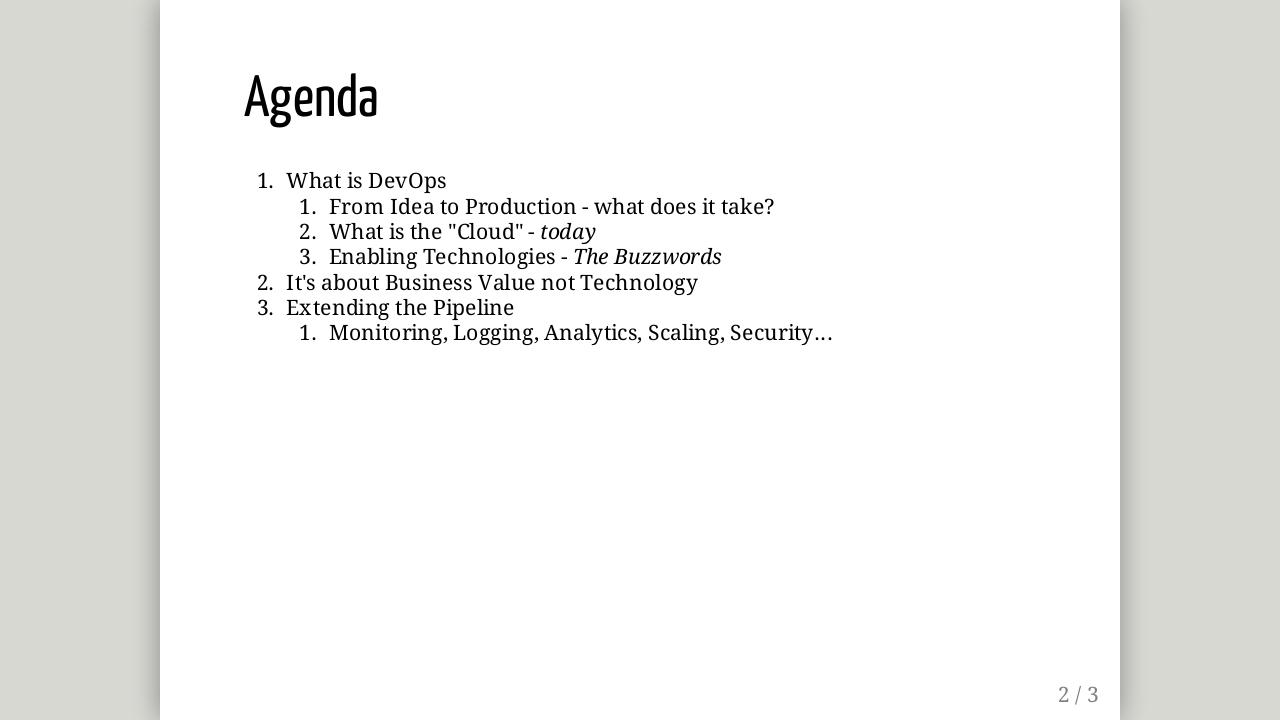 Agenda
1. What is DevOps
1. From Idea to Production - what does it take?
2. What is the "Cloud" - today
3. Enabling Technologies - The Buzzwords
2. It's about Business Value not Technology
3. Extending the Pipeline
1. Monitoring, Logging, Analytics, Scaling, Security...
2 / 3